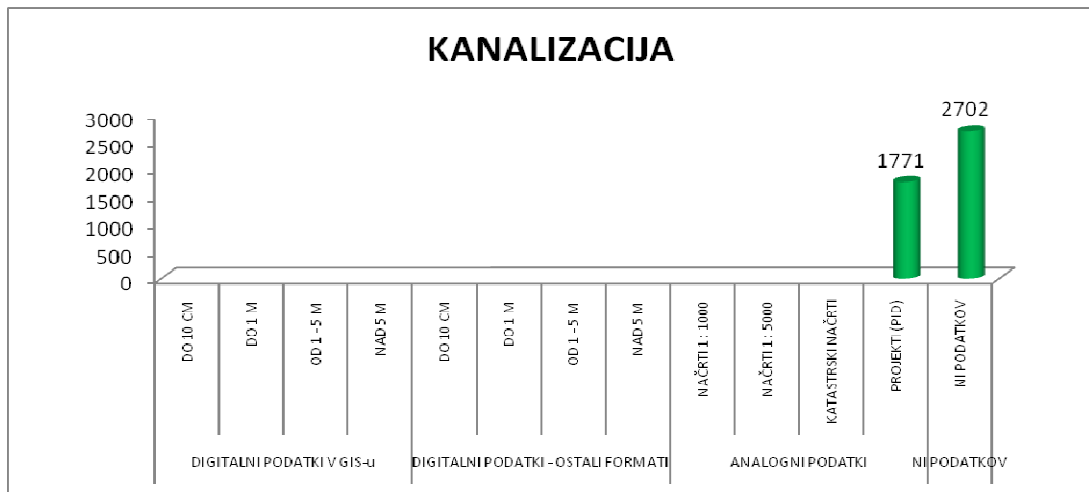 KANALIZACIJA
2702
1771
3000
2500
2000
1500
1000
500
0
DO 10 CM
DO 1 M
OD 1 - 5 M
NAD 5 M
DO 10 CM
DO 1 M
OD 1 - 5 M
NAD 5 M
NAČRTI 1 : 1000
NAČRTI 1 : 5000
KATASTRSKI NAČRTI
PROJEKT (PID)
NI PODATKOV
DIGITALNI PODATKI V GIS-u
DIGITALNI PODATKI - OSTALI FORMATI
ANALOGNI PODATKI
NI PODATKOV